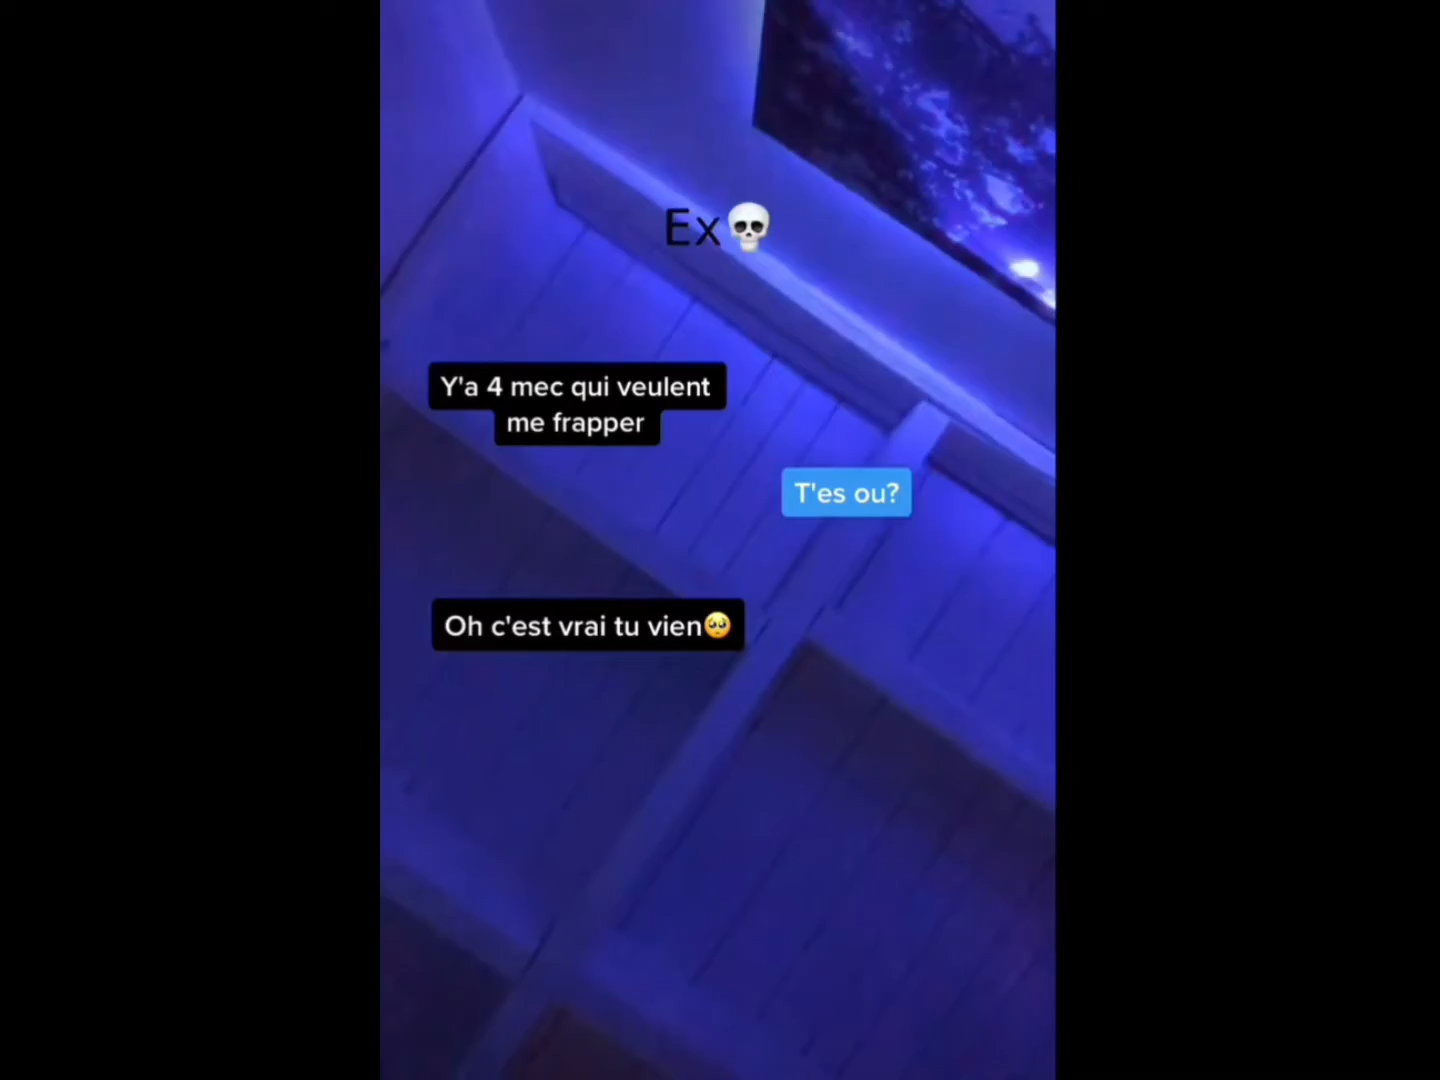 Ex💀
Y'a 4 mec qui veulent
me frapper
T'es ou?
Oh c'est vrai tu vien🥺